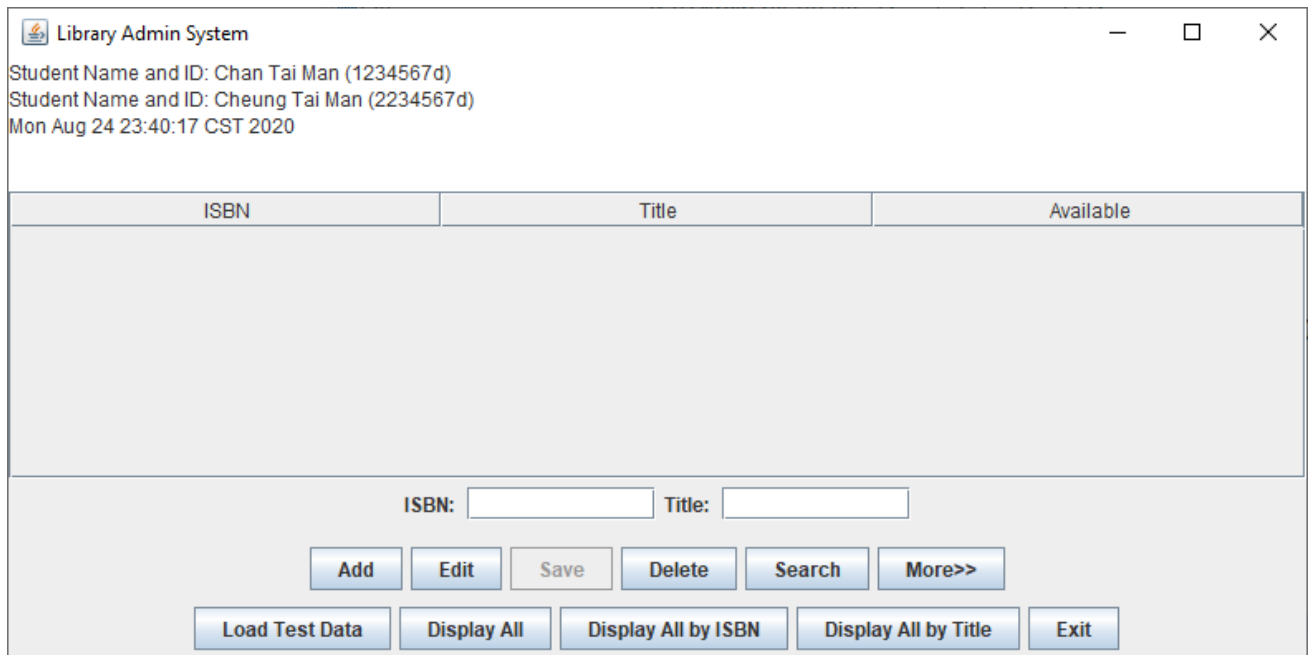 Library Admin System
Student Name and ID: Chan Tai Man (1234567d)
Student Name and ID: Cheung Tai Man (2234567d)
Mon Aug 24 23:40:17 CST 2020
ISBN Title Available
ISBN: Title:
Add Edit Save Delete Search More>>
Load Test Data Display All Display All by ISBN Display All by Title Exit